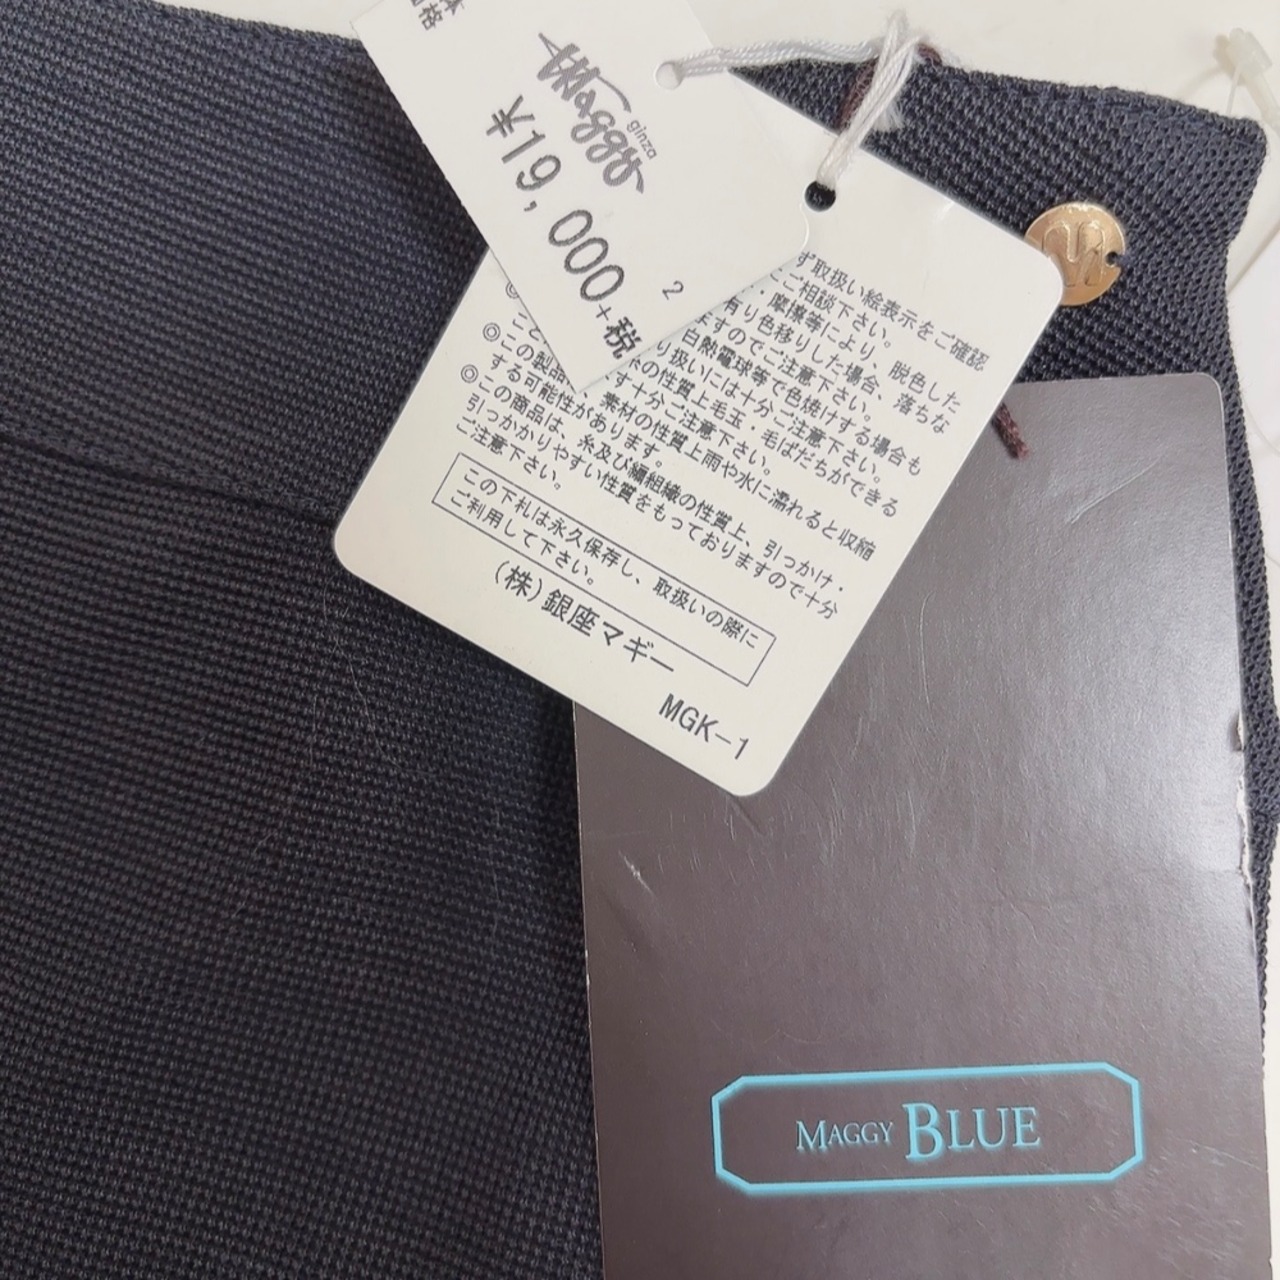 本
価格
Maggy
ginza
¥19,000+税
2
ず取扱い絵表示をご確認
ご相談下さい。
摩擦等により、脱色した
有り色移りした場合、落ちな
ますのでご注意下さい。
白熱電球等で色焼けする場合も
り扱いには十分ご注意下さい。
の性質上毛玉・毛ばだちができる
す十分ご注意下さい。
◎この製品 素材の性質上雨や水に濡れると収縮
する可能性があります。
◎この商品は、糸及び編組織の性質上、引っかけ・
引っかかりやすい性質をもっておりますので十分
ご注意下さい。
この下札は永久保存し、取扱いの際に
ご利用して下さい。
(株)銀座マギー
MGK-1
MAGGY BLUE